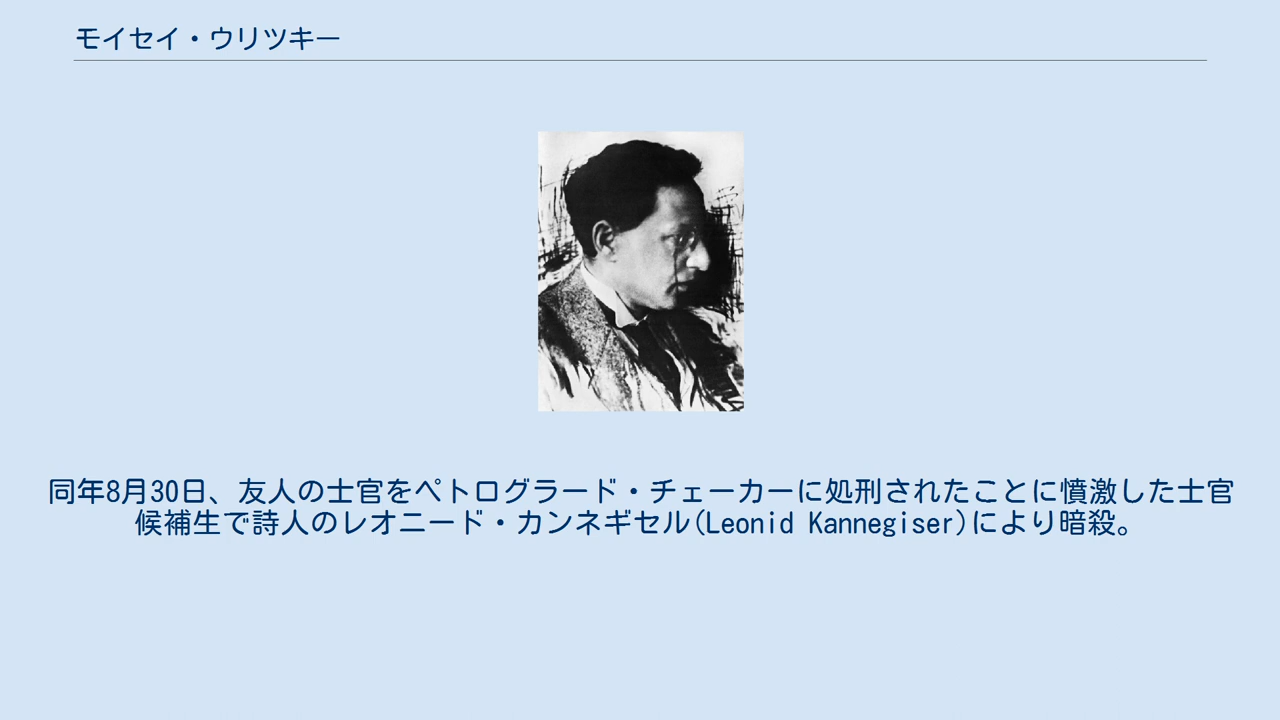 モイセイ・ウリツキー
同年8月30日、友人の士官をペトログラード・チェーカーに処刑されたことに憤激した士官
候補生で詩人のレオニード・カンネギセル(Leonid Kannegiser)により暗殺。